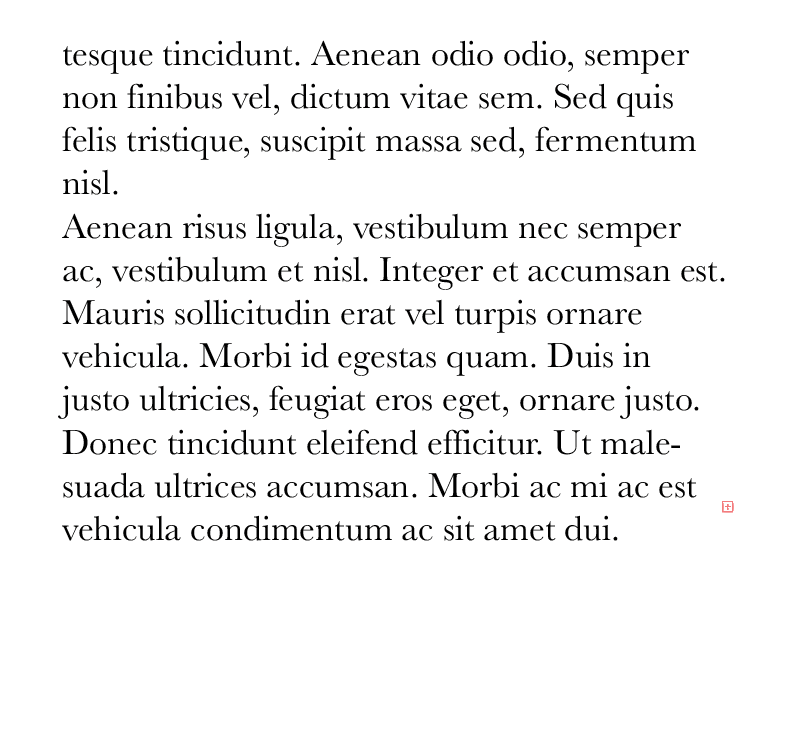 tesque tincidunt. Aenean odio odio, semper
non finibus vel, dictum vitae sem. Sed quis
felis tristique, suscipit massa sed, fermentum
nisl.
Aenean risus ligula, vestibulum nec semper
ac, vestibulum et nisl. Integer et accumsan est.
Mauris sollicitudin erat vel turpis ornare
vehicula. Morbi id egestas quam. Duis in
justo ultricies, feugiat eros eget, ornare justo.
Donec tincidunt eleifend efficitur. Ut male-
suada ultrices accumsan. Morbi ac mi ac est
vehicula condimentum ac sit amet dui.